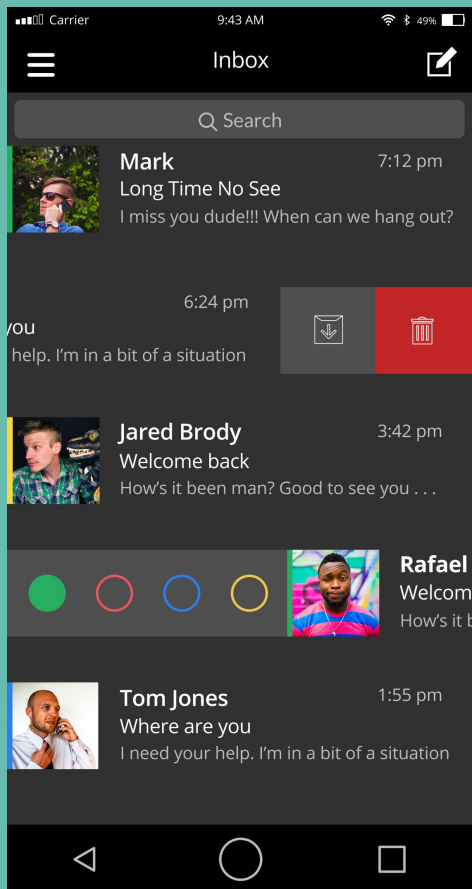 Carrier 9:43 AM 49%
Inbox
Search
Mark 7:12 pm
Long Time No See
I miss you dude!!! When can we hang out?
6:24 pm
you
help. I'm in a bit of a situation
Jared Brody 3:42 pm
Welcome back
How's it been man? Good to see you . . .
Rafael
Welcom
How's it b
Tom Jones 1:55 pm
Where are you
I need your help. I'm in a bit of a situation